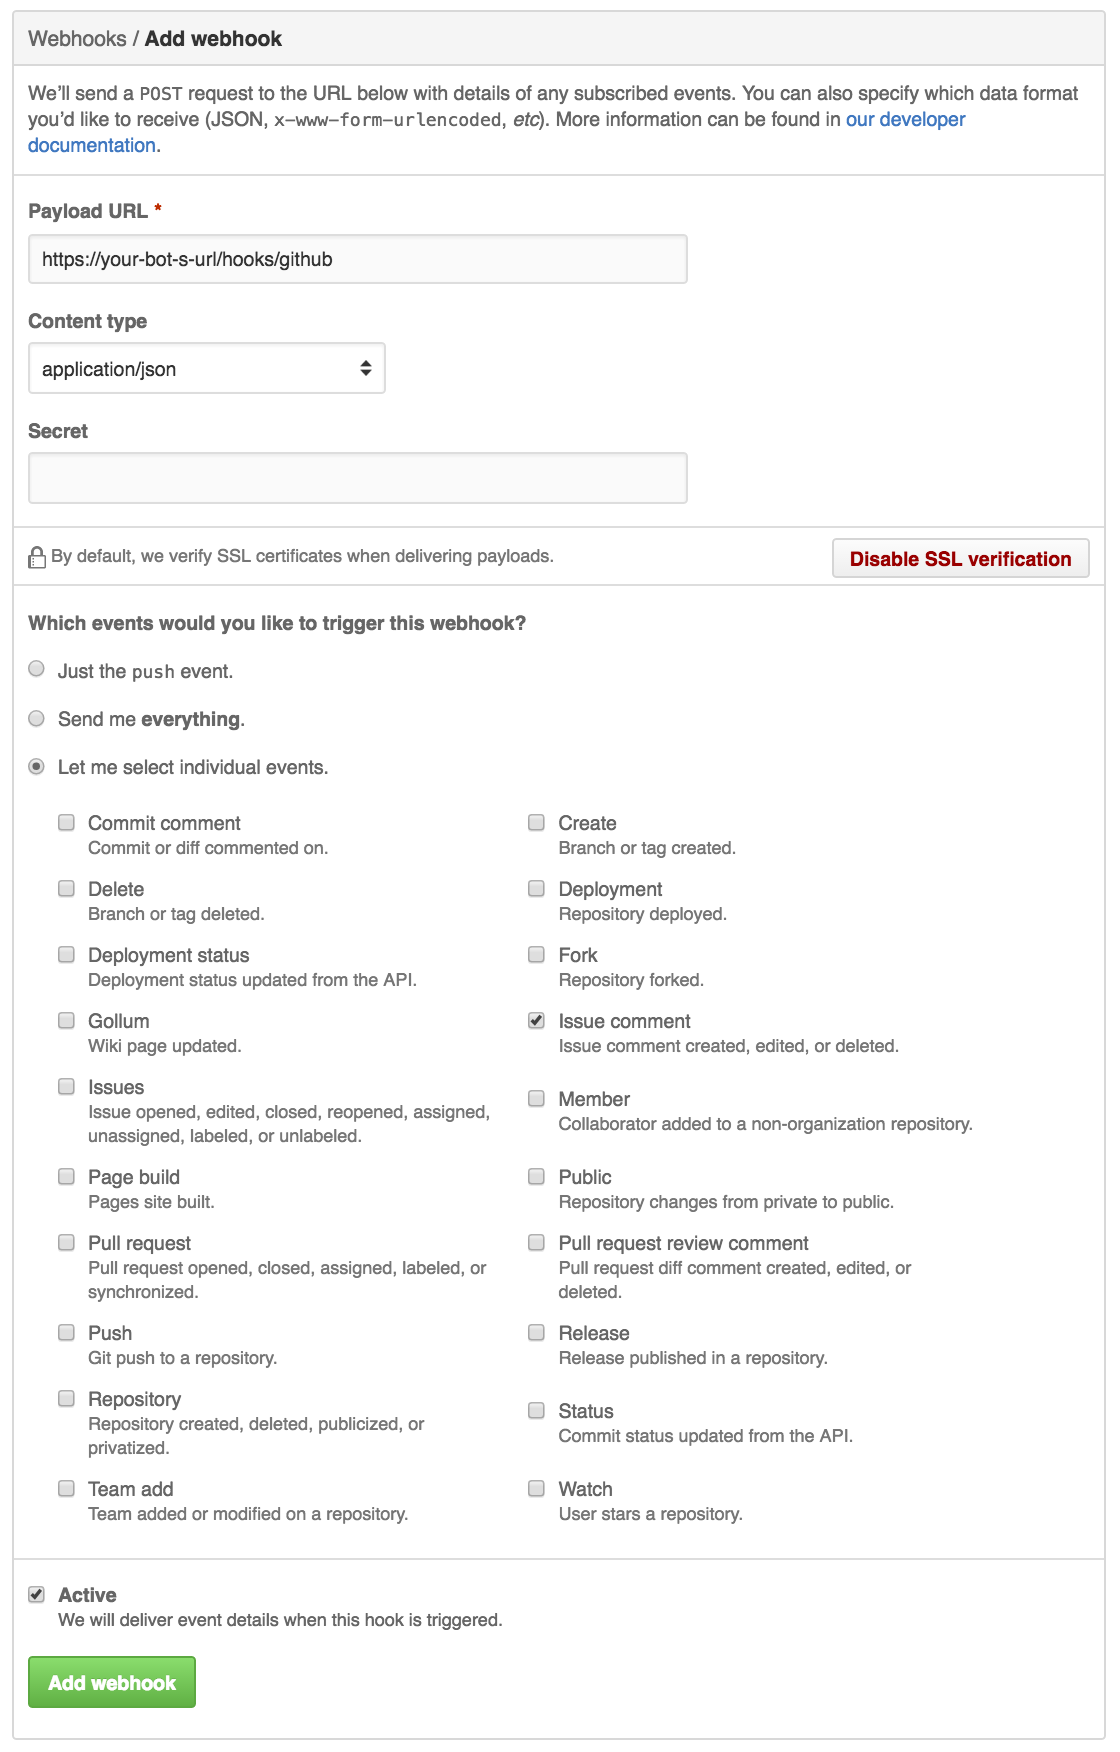 Webhooks / Add webhook
We'll send a POST request to the URL below with details of any subscribed events. You can also specify which data format
you'd like to receive (JSON, x-www-form-urlencoded, etc). More information can be found in our developer
documentation.
Payload URL *
https://your-bot-s-url/hooks/github
Content type
application/json
Secret
By default, we verify SSL certificates when delivering payloads.
Disable SSL verification
Which events would you like to trigger this webhook?
Just the push event.
Send me everything.
Let me select individual events.
Commit comment
Commit or diff commented on.
Create
Branch or tag created.
Delete
Branch or tag deleted.
Deployment
Repository deployed.
Deployment status
Deployment status updated from the API.
Fork
Repository forked.
Gollum
Wiki page updated.
Issue comment
Issue comment created, edited, or deleted.
Issues
Issue opened, edited, closed, reopened, assigned,
unassigned, labeled, or unlabeled.
Member
Collaborator added to a non-organization repository.
Page build
Pages site built.
Public
Repository changes from private to public.
Pull request
Pull request opened, closed, assigned, labeled, or
synchronized.
Pull request review comment
Pull request diff comment created, edited, or
deleted.
Push
Git push to a repository.
Release
Release published in a repository.
Repository
Repository created, deleted, publicized, or
privatized.
Status
Commit status updated from the API.
Team add
Team added or modified on a repository.
Watch
User stars a repository.
Active
We will deliver event details when this hook is triggered.
Add webhook